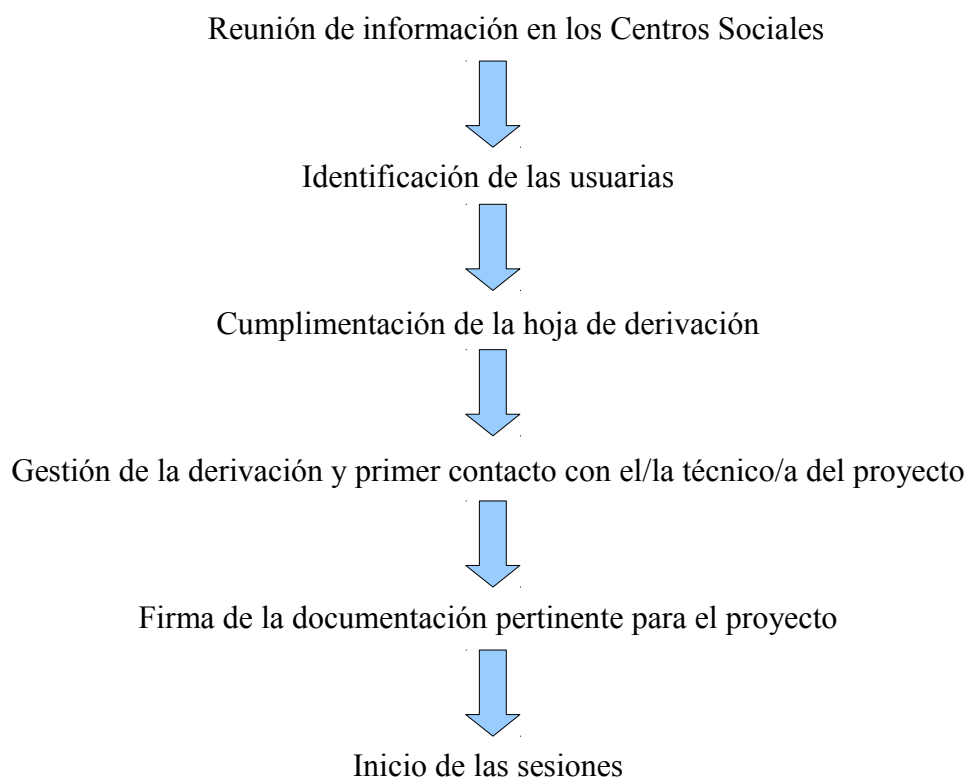 Reunión de información en los Centros Sociales
Identificación de las usuarias
Cumplimentación de la hoja de derivación
Gestión de la derivación y primer contacto con el/la técnico/a del proyecto
Firma de la documentación pertinente para el proyecto
Inicio de las sesiones